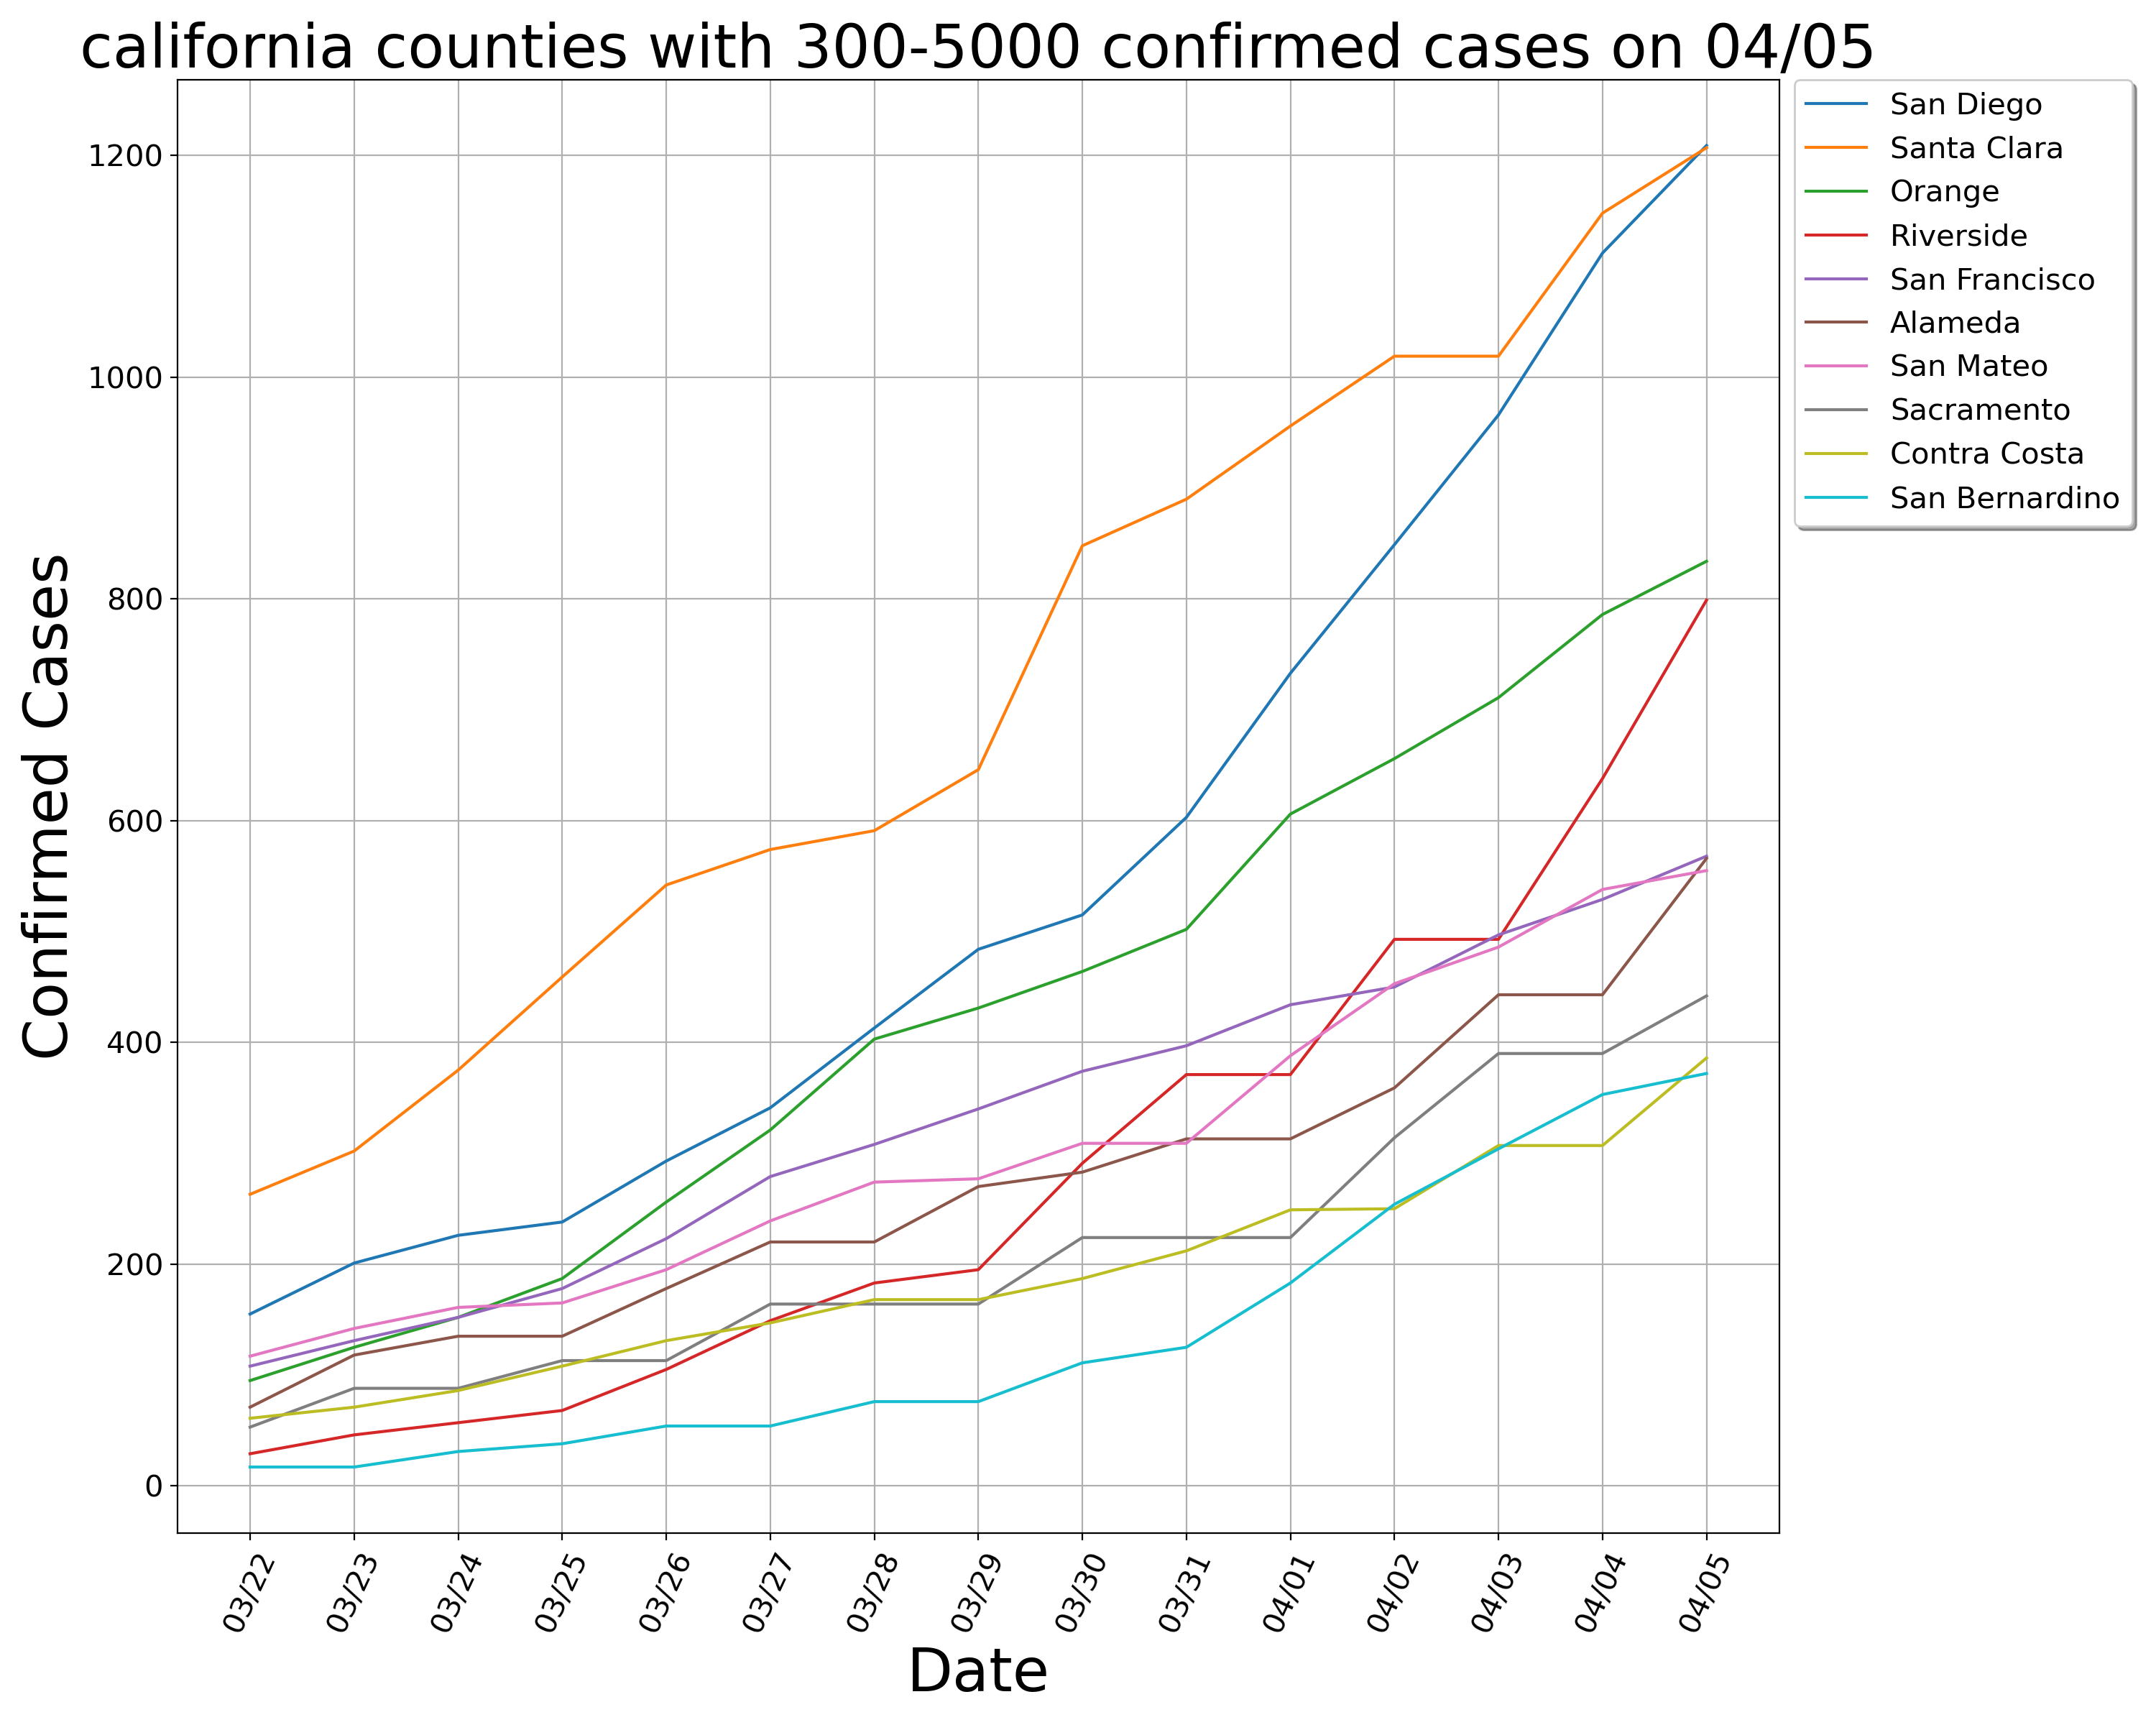 california counties with 300-5000 confirmed cases on 04/05
San Diego
Santa Clara
Orange
Riverside
San Francisco
Alameda
San Mateo
Sacramento
Contra Costa
San Bernardino
Confirmed Cases
1200
1000
800
600
400
200
0
03/22
03/23
03/24
03/25
03/26
03/27
03/28
03/29
03/30
03/31
04/01
04/02
04/03
04/04
04/05
Date